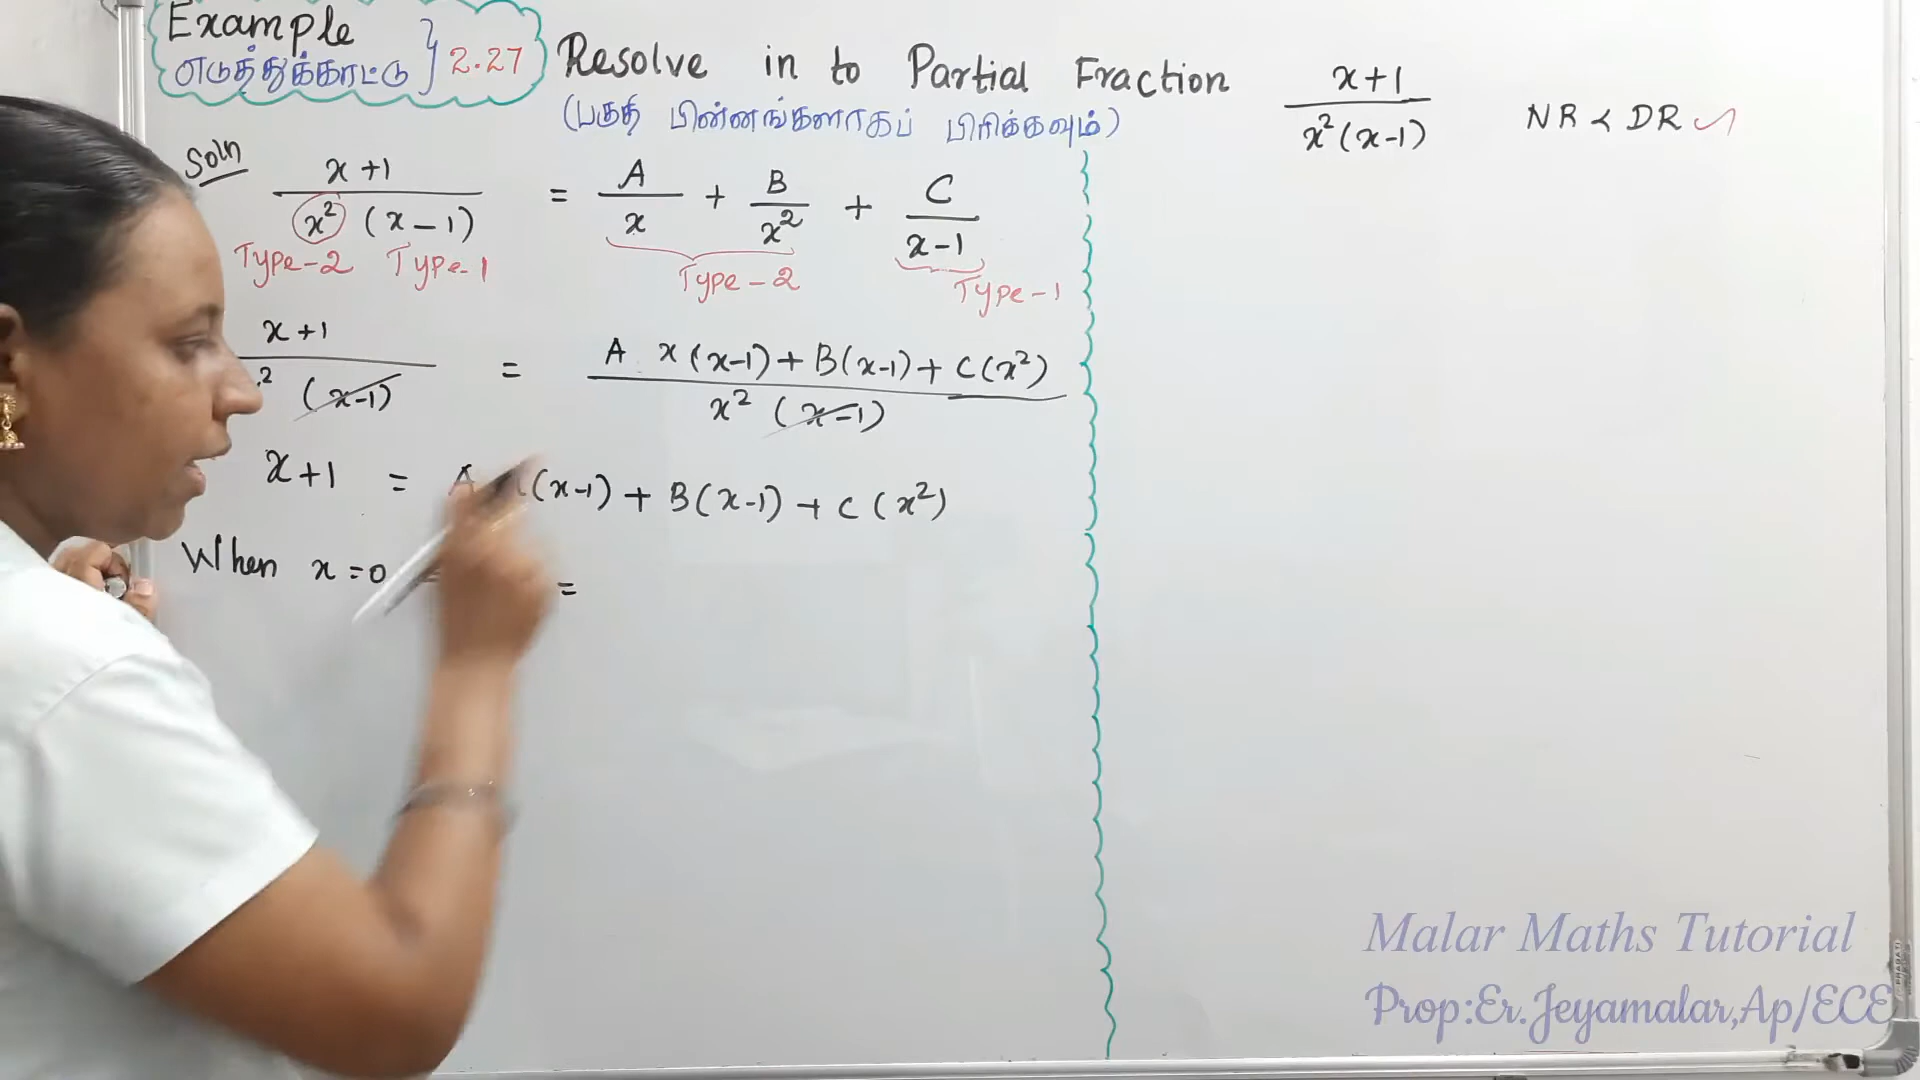 Example
எடுத்துக்காட்டு } 2.27
Resolve in to Partial Fraction
(பகுதி பின்னங்களாகப் பிரிக்கவும்)
x+1
x²(x-1)
NR < DR ✓
Soln
x+1 / x² (x-1) = A/x + B/x² + C/x-1
Type-2 Type-1 Type-2 Type-1
x+1 / ² (x-1) = A x(x-1) + B(x-1) + C(x²) / x² (x-1)
x+1 = A x(x-1) + B(x-1) + C(x²)
When x=0 =
Malar Maths Tutorial
Prop:Er.Jeyamalar,Ap/ECE